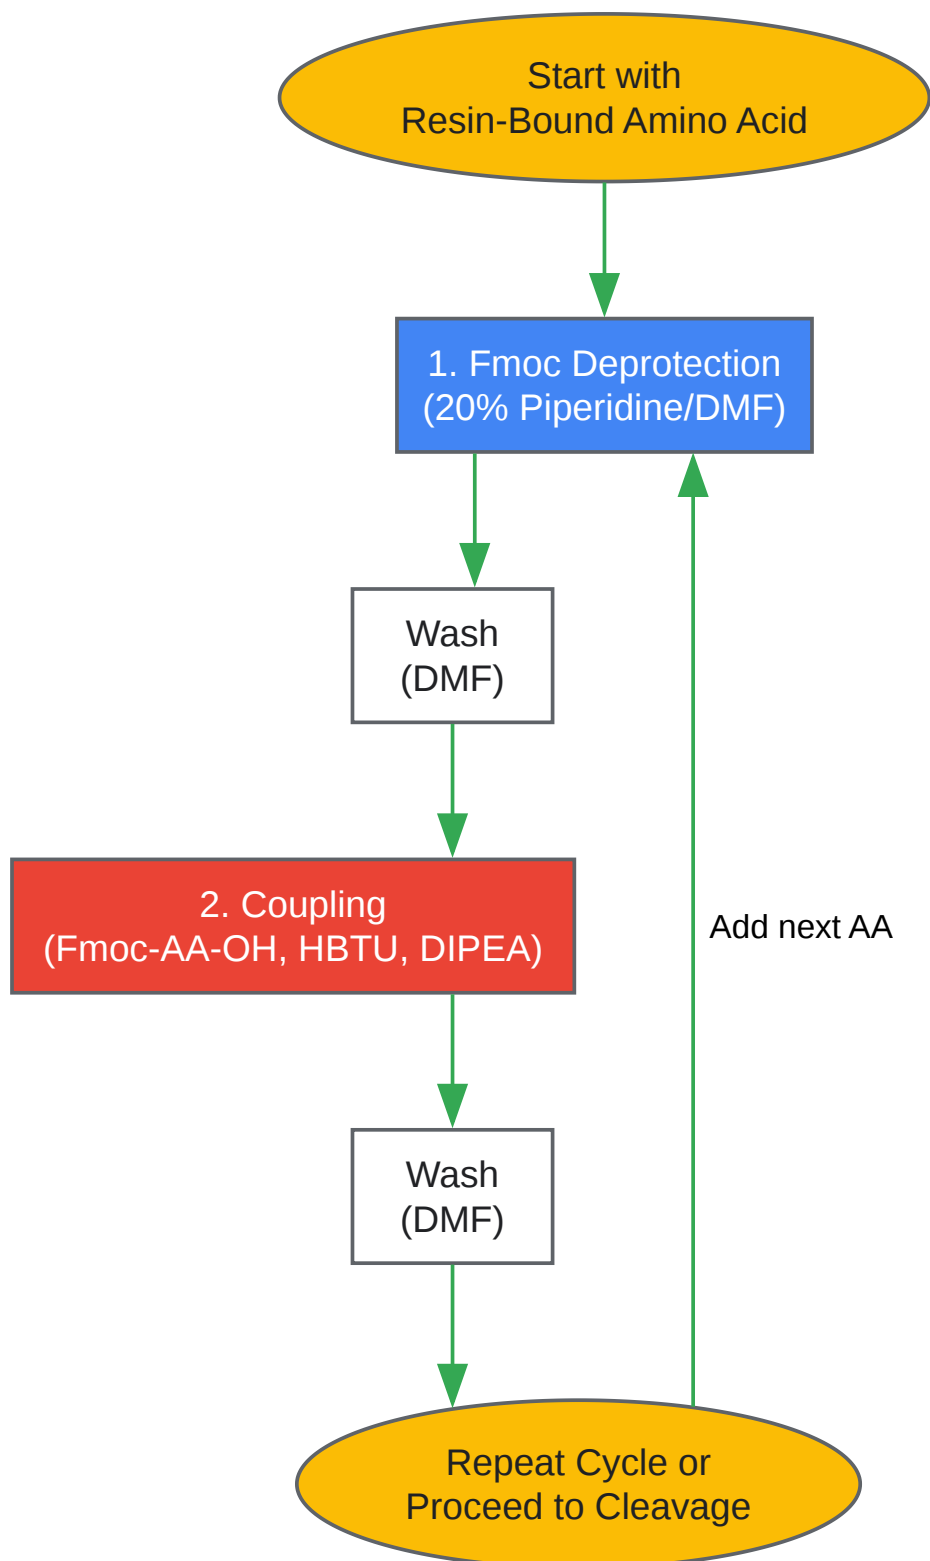 Start with
Resin-Bound Amino Acid
1. Fmoc Deprotection
(20% Piperidine/DMF)
Wash
(DMF)
2. Coupling
(Fmoc-AA-OH, HBTU, DIPEA)
Add next AA
Wash
(DMF)
Repeat Cycle or
Proceed to Cleavage